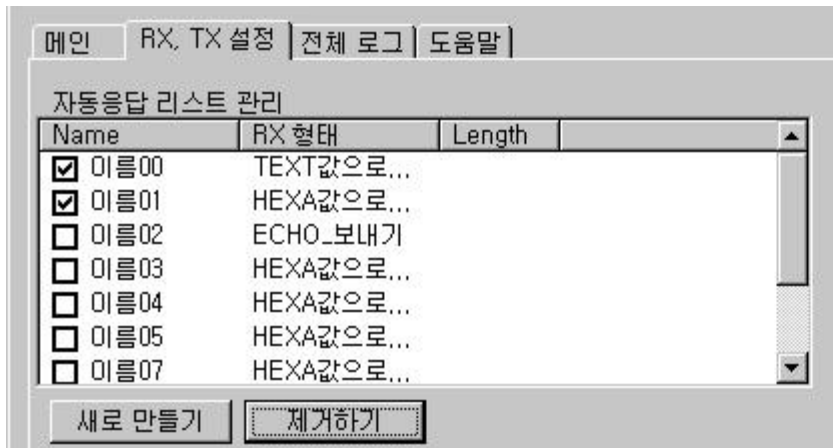 메인 RX, TX 설정 전체 로그 도움말
자동응답 리스트 관리
Name RX 형태 Length
이름00 TEXT값으로...
이름01 HEXA값으로...
이름02 ECHO_보내기
이름03 HEXA값으로...
이름04 HEXA값으로...
이름05 HEXA값으로...
이름07 HEXA값으로...
새로 만들기 제거하기